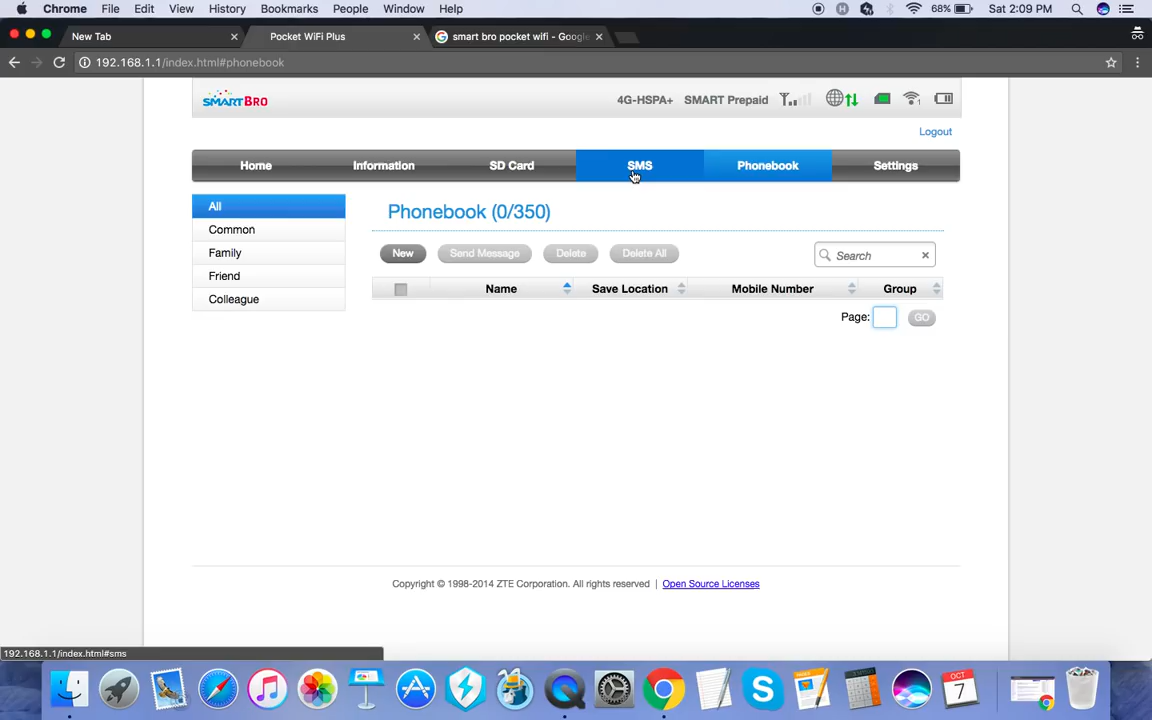 Chrome File Edit View History Bookmarks People Window Help 68% Sat 2:09 PM
New Tab Pocket WiFi Plus smart bro pocket wifi - Google
192.168.1.1/index.html#phonebook
SMARTBRO 4G-HSPA+ SMART Prepaid 1
Logout
Home Information SD Card SMS Phonebook Settings
All
Common
Family
Friend
Colleague
Phonebook (0/350)
New Send Message Delete Delete All Search
Name Save Location Mobile Number Group
Page: GO
Copyright © 1998-2014 ZTE Corporation. All rights reserved | Open Source Licenses
192.168.1.1/index.html#sms
OCT
7